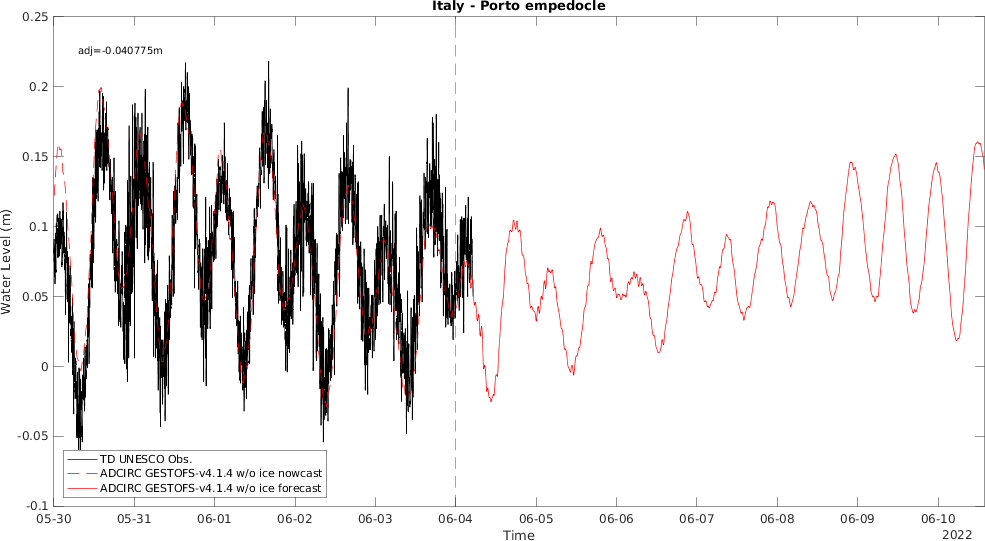 Italy - Porto empedocle
0.25
adj=-0.040775m
0.2
0.15
0.1
0.05
0
-0.05
-0.1
Water Level (m)
TD UNESCO Obs.
ADCIRC GESTOFS-v4.1.4 w/o ice nowcast
ADCIRC GESTOFS-v4.1.4 w/o ice forecast
05-30 05-31 06-01 06-02 06-03 06-04 06-05 06-06 06-07 06-08 06-09 06-10
Time
2022